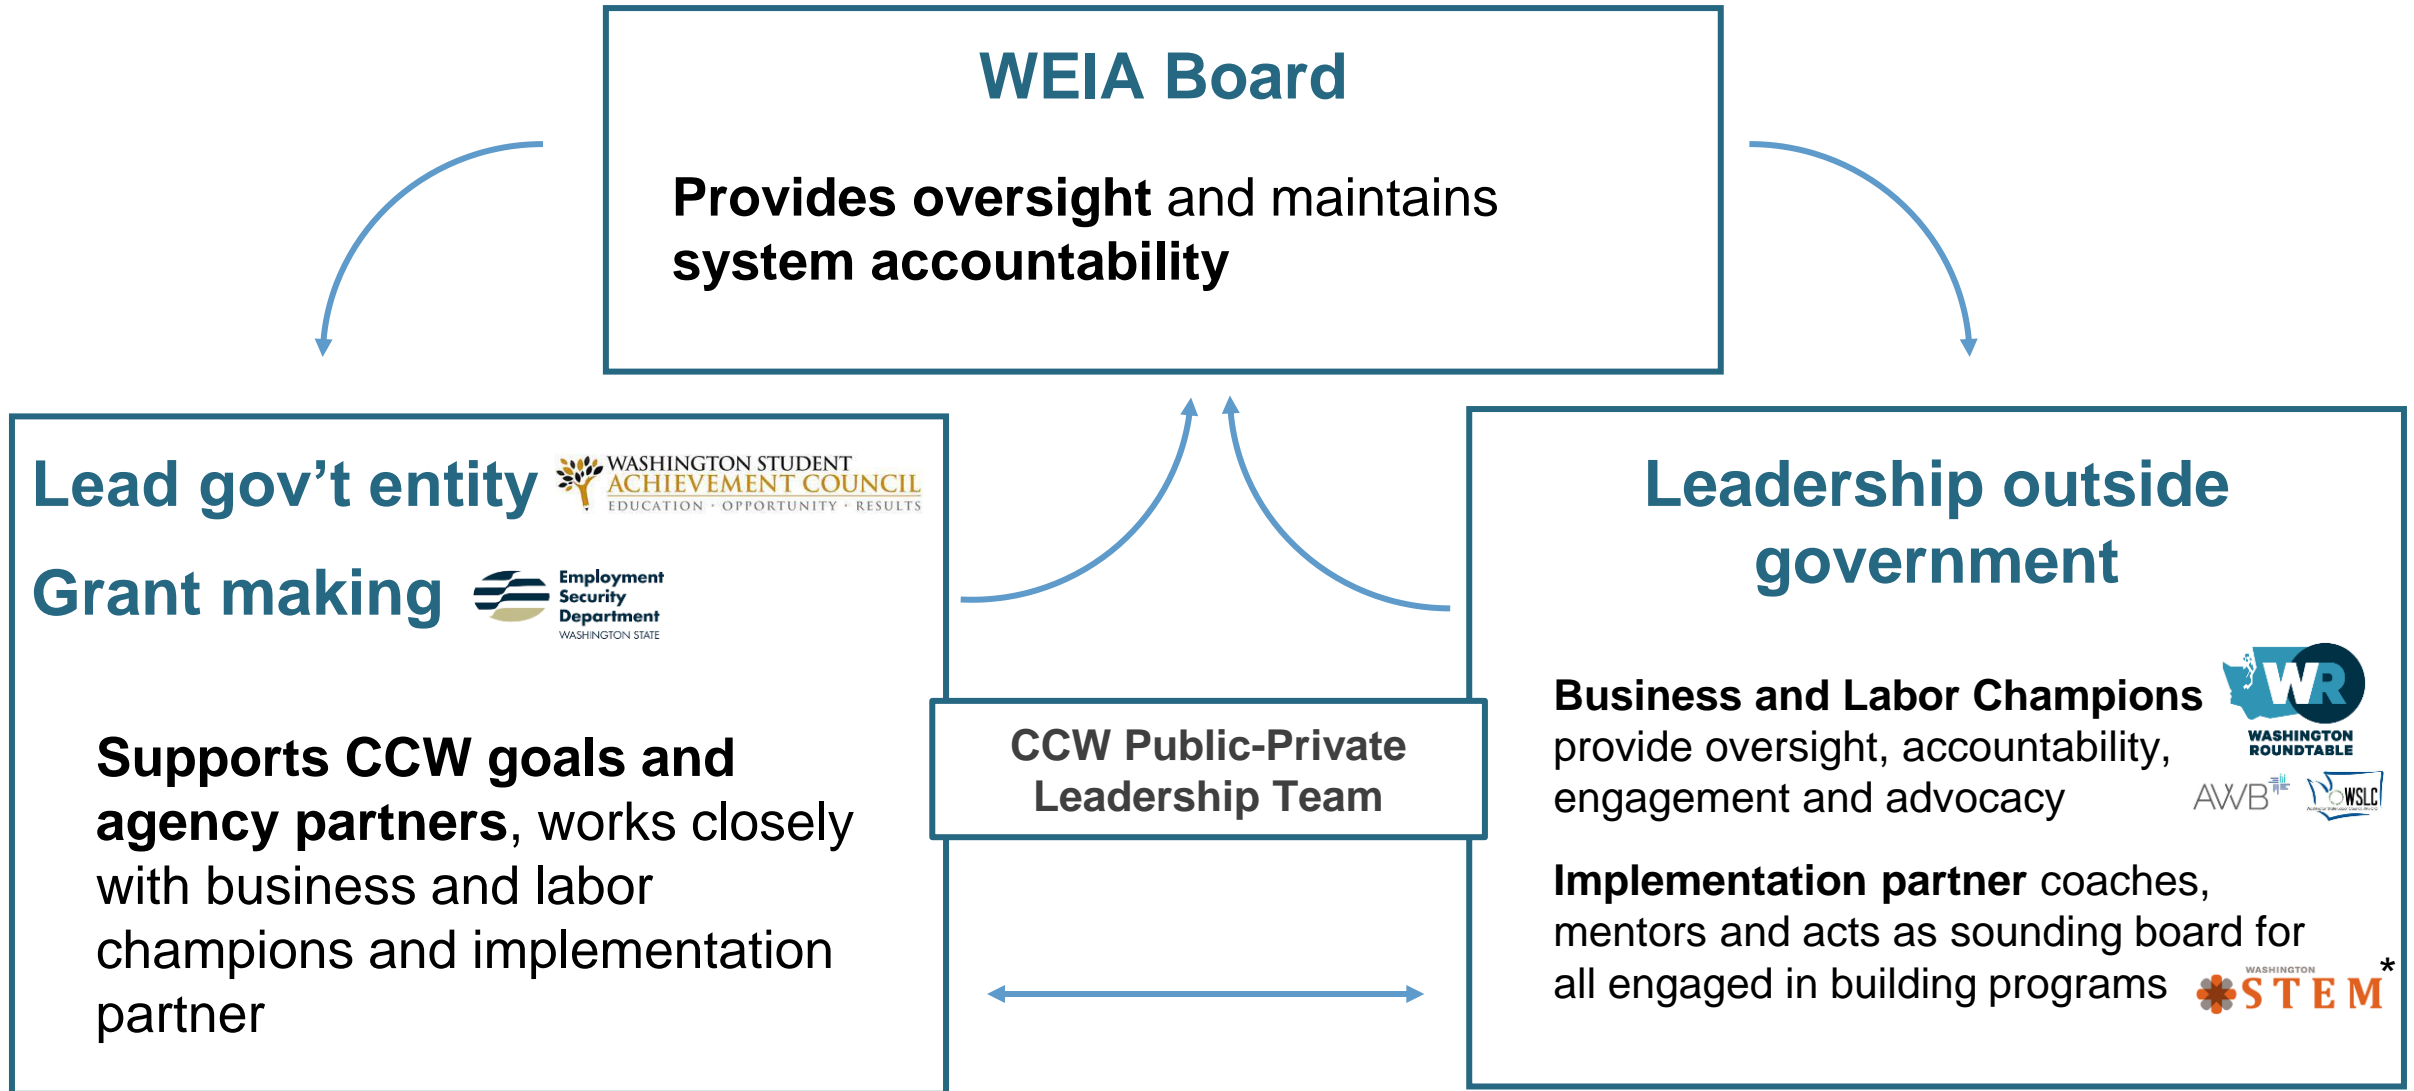 WEIA Board
Provides oversight and maintains
system accountability
Lead gov’t entity
WASHINGTON STUDENT
ACHIEVEMENT COUNCIL
EDUCATION · OPPORTUNITY · RESULTS
Grant making
Employment
Security
Department
WASHINGTON STATE
Supports CCW goals and
agency partners, works closely
with business and labor
champions and implementation
partner
CCW Public-Private
Leadership Team
Leadership outside
government
Business and Labor Champions
provide oversight, accountability,
engagement and advocacy
WR
WASHINGTON
ROUNDTABLE
AWB
WSLC
Implementation partner coaches,
mentors and acts as sounding board for
all engaged in building programs
WASHINGTON
STEM
*